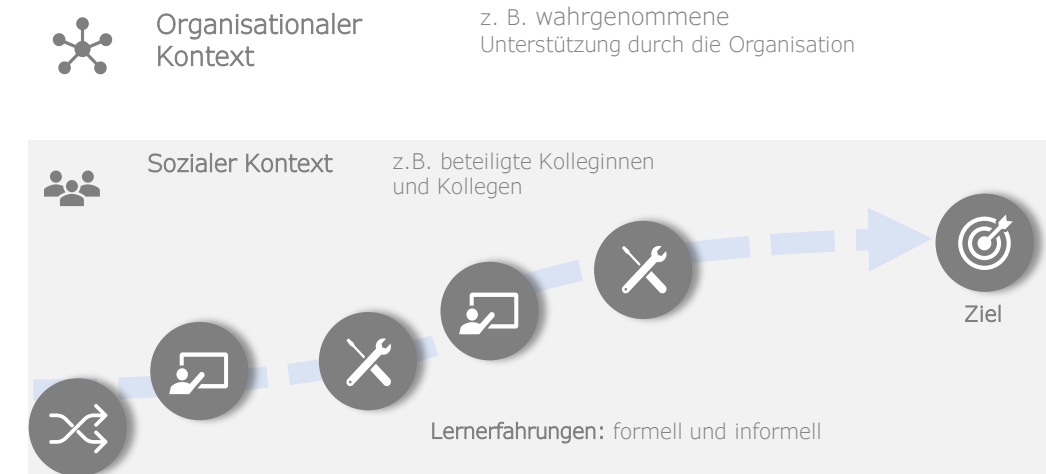 Organisationaler
Kontext
z. B. wahrgenommene
Unterstützung durch die Organisation
Sozialer Kontext
z.B. beteiligte Kolleginnen
und Kollegen
Ziel
Lernerfahrungen: formell und informell